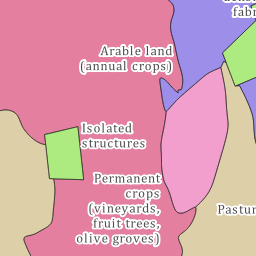 fabr
Arable land
(annual crops)
Isolated
structures
Permanent
crops
(vineyards,
fruit trees,
olive groves)
Pastur